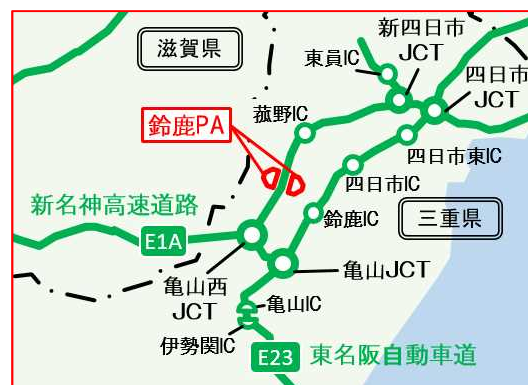 滋賀県
新四日市
JCT
東員IC
四日市
JCT
菰野IC
鈴鹿PA
四日市東IC
四日市IC
新名神高速道路
鈴鹿IC
三重県
E1A
亀山西
JCT
亀山JCT
亀山IC
伊勢関IC
E23
東名阪自動車道